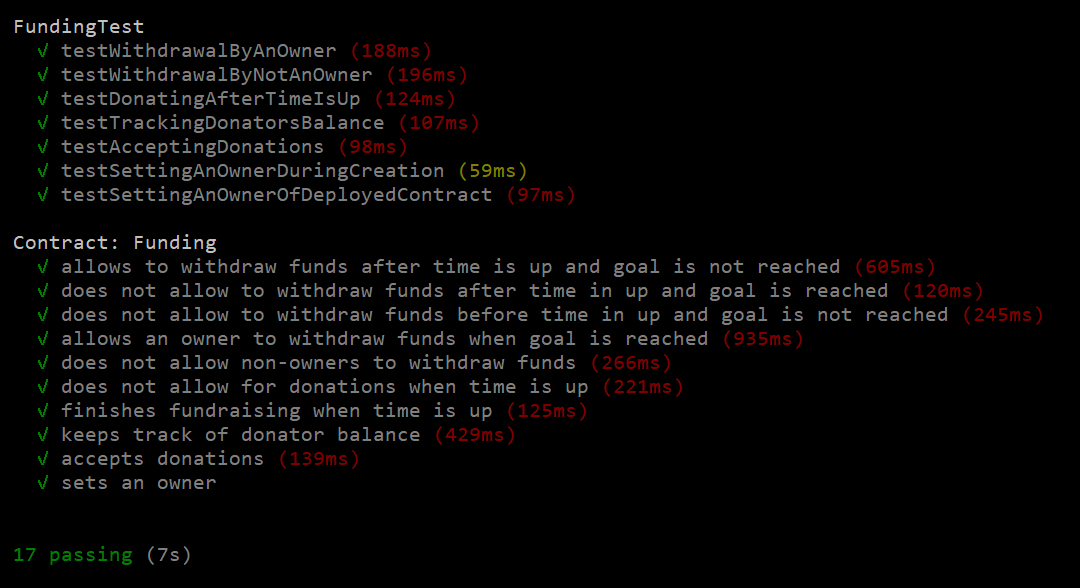 FundingTest
√ testWithdrawalByAnOwner (188ms)
√ testWithdrawalByNotAnOwner (196ms)
√ testDonatingAfterTimeIsUp (124ms)
√ testTrackingDonatorsBalance (107ms)
√ testAcceptingDonations (98ms)
√ testSettingAnOwnerDuringCreation (59ms)
√ testSettingAnOwnerOfDeployedContract (97ms)
Contract: Funding
√ allows to withdraw funds after time is up and goal is not reached (605ms)
√ does not allow to withdraw funds after time in up and goal is reached (120ms)
√ does not allow to withdraw funds before time in up and goal is not reached (245ms)
√ allows an owner to withdraw funds when goal is reached (935ms)
√ does not allow non-owners to withdraw funds (266ms)
√ does not allow for donations when time is up (221ms)
√ finishes fundraising when time is up (125ms)
√ keeps track of donator balance (429ms)
√ accepts donations (139ms)
√ sets an owner
17 passing (7s)